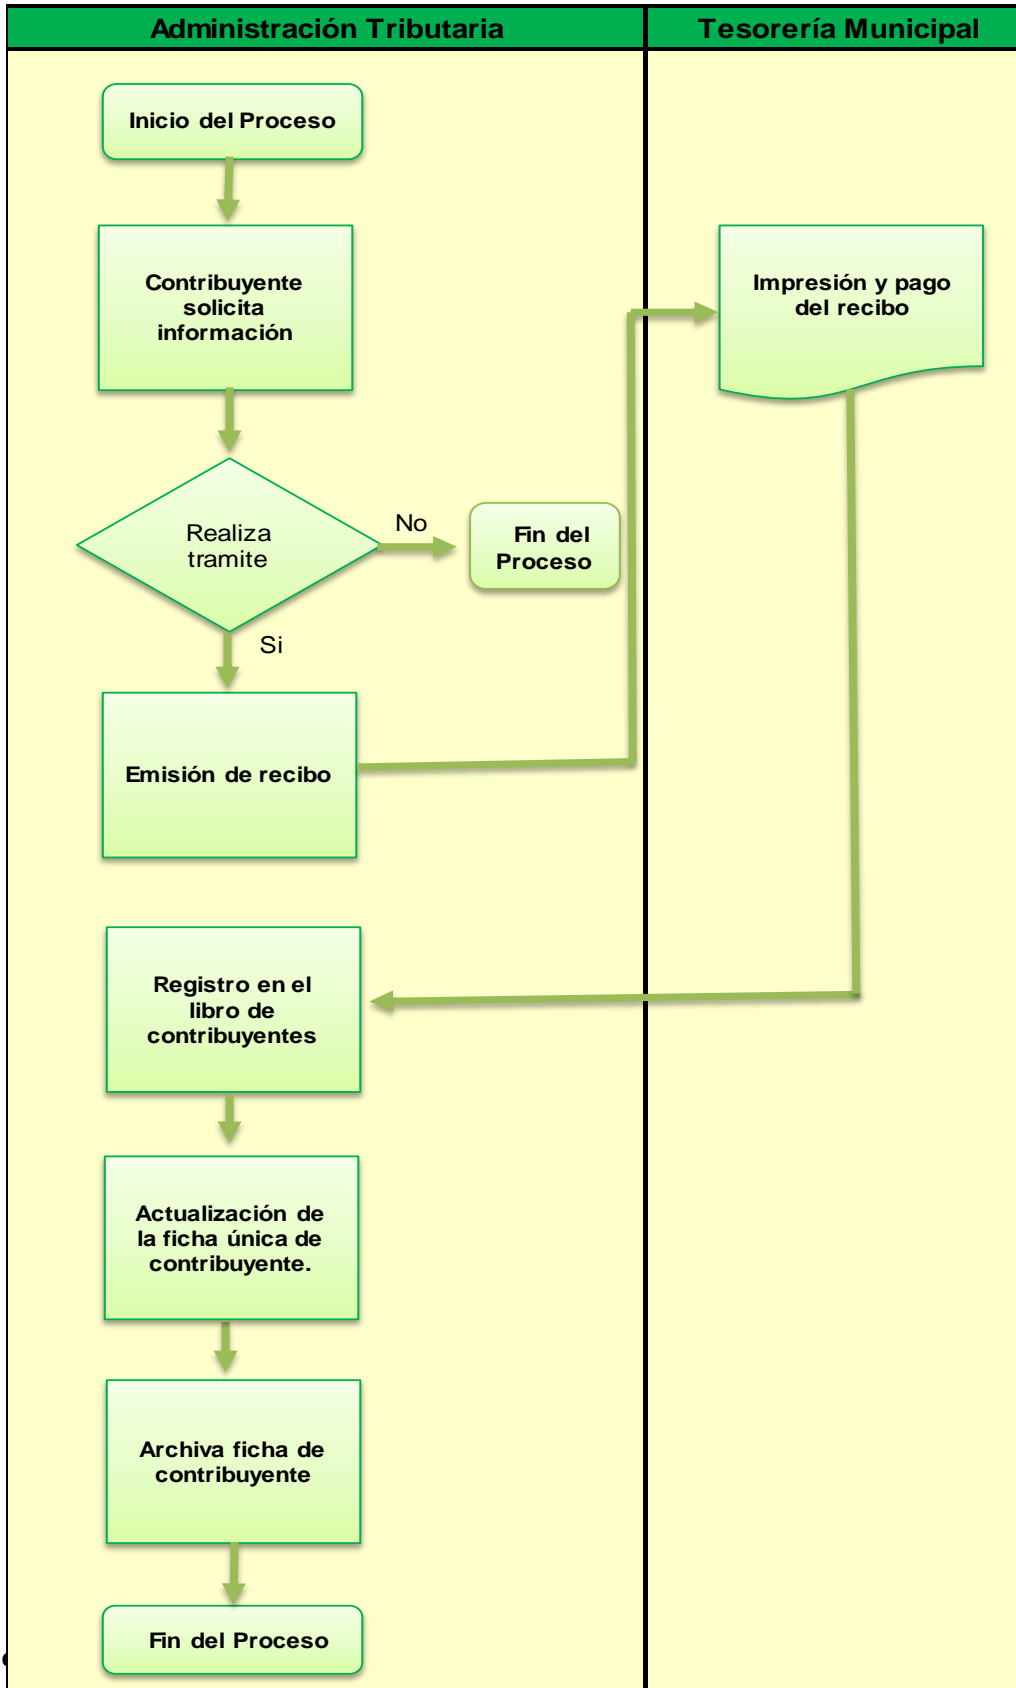 Administración Tributaria
Tesorería Municipal
Inicio del Proceso
Contribuyente
solicita
información
Impresión y pago
del recibo
Realiza
tramite
No
Fin del
Proceso
Si
Emisión de recibo
Registro en el
libro de
contribuyentes
Actualización de
la ficha única de
contribuyente.
Archiva ficha de
contribuyente
Fin del Proceso